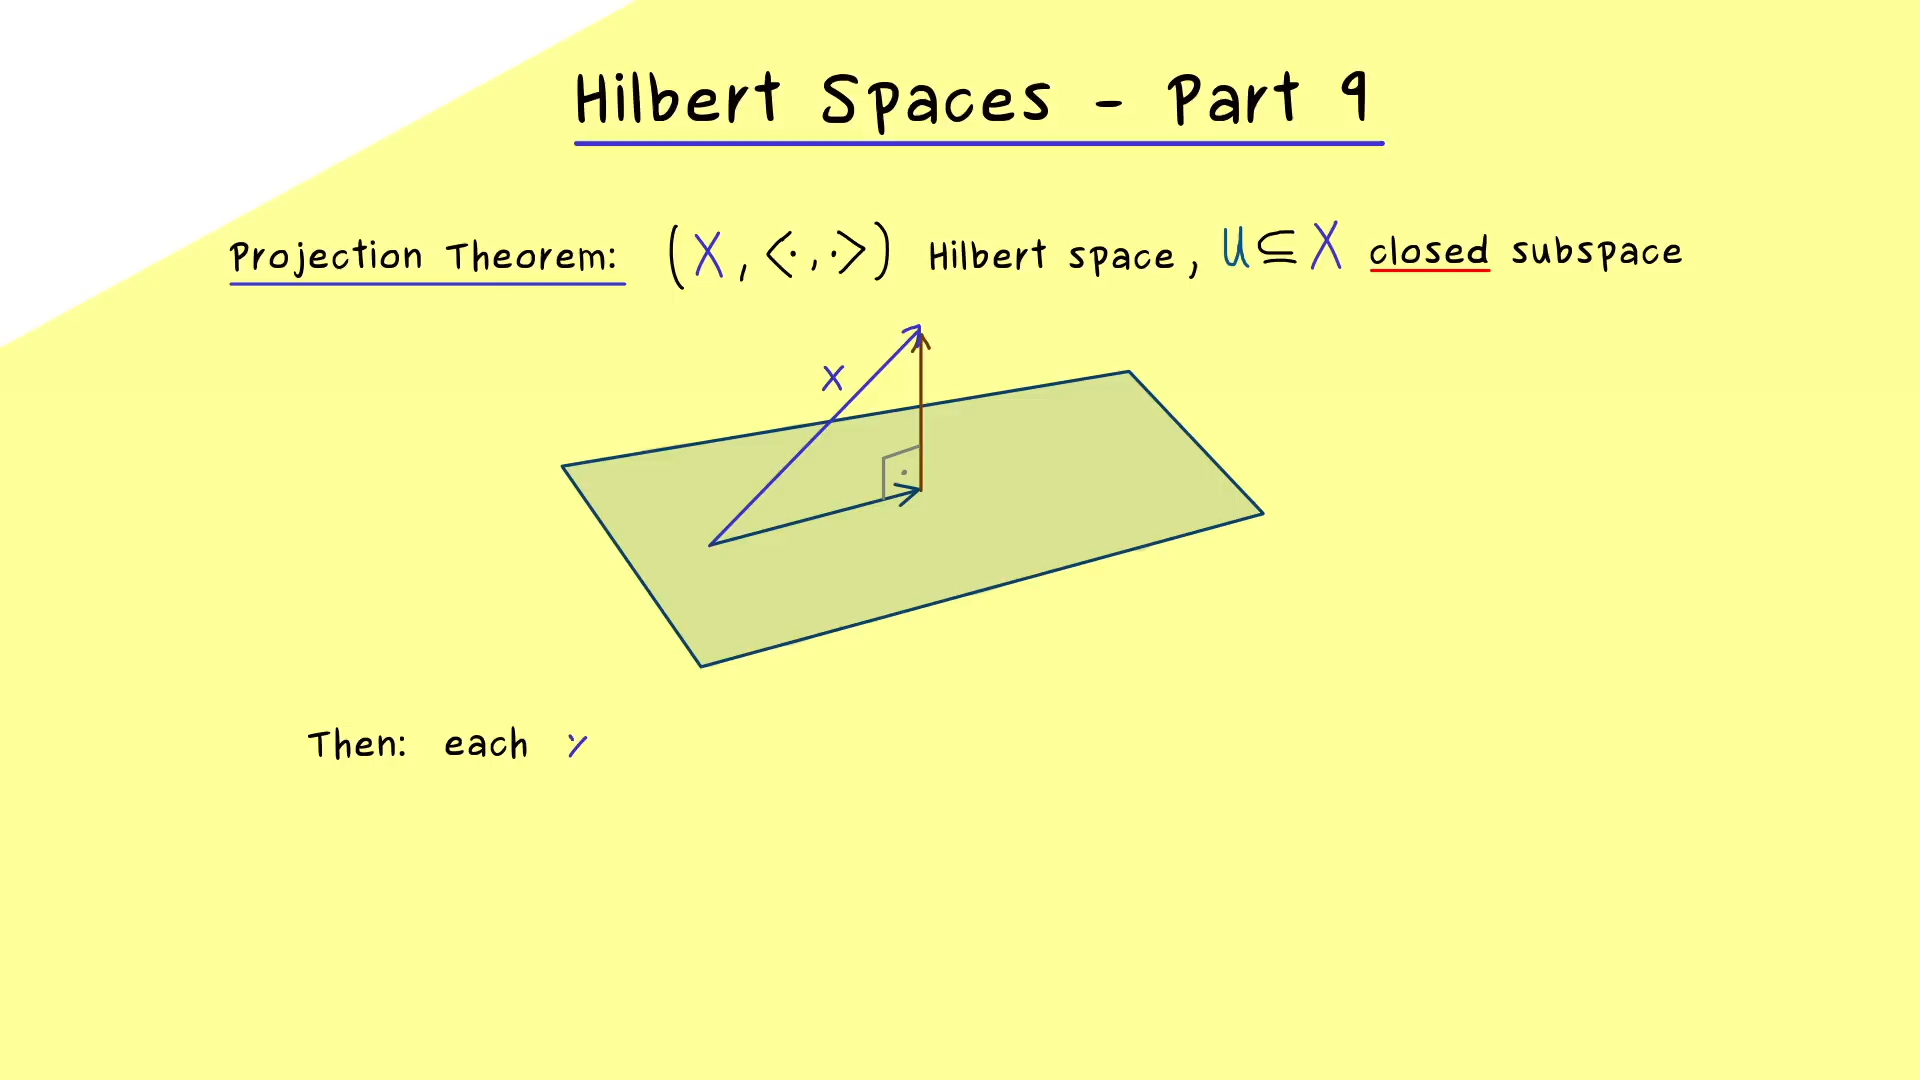 Hilbert Spaces - Part 9
Projection Theorem: (X, <·,·>) Hilbert space, U ⊆ X closed subspace
x
Then: each